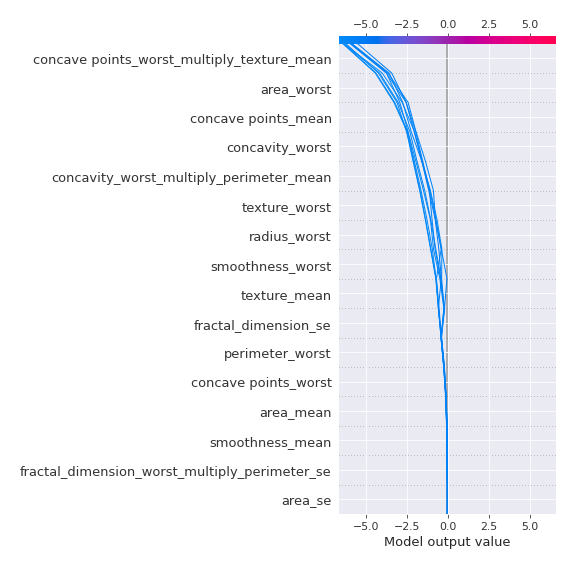 −5.0 −2.5 0.0 2.5 5.0
concave points_worst_multiply_texture_mean
area_worst
concave points_mean
concavity_worst
concavity_worst_multiply_perimeter_mean
texture_worst
radius_worst
smoothness_worst
texture_mean
fractal_dimension_se
perimeter_worst
concave points_worst
area_mean
smoothness_mean
fractal_dimension_worst_multiply_perimeter_se
area_se
−5.0 −2.5 0.0 2.5 5.0
Model output value